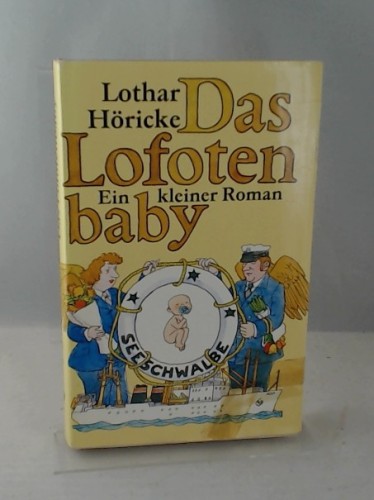 Lothar
Höricke
Das
Lofoten
baby
Ein kleiner Roman
SEESCHWALBE